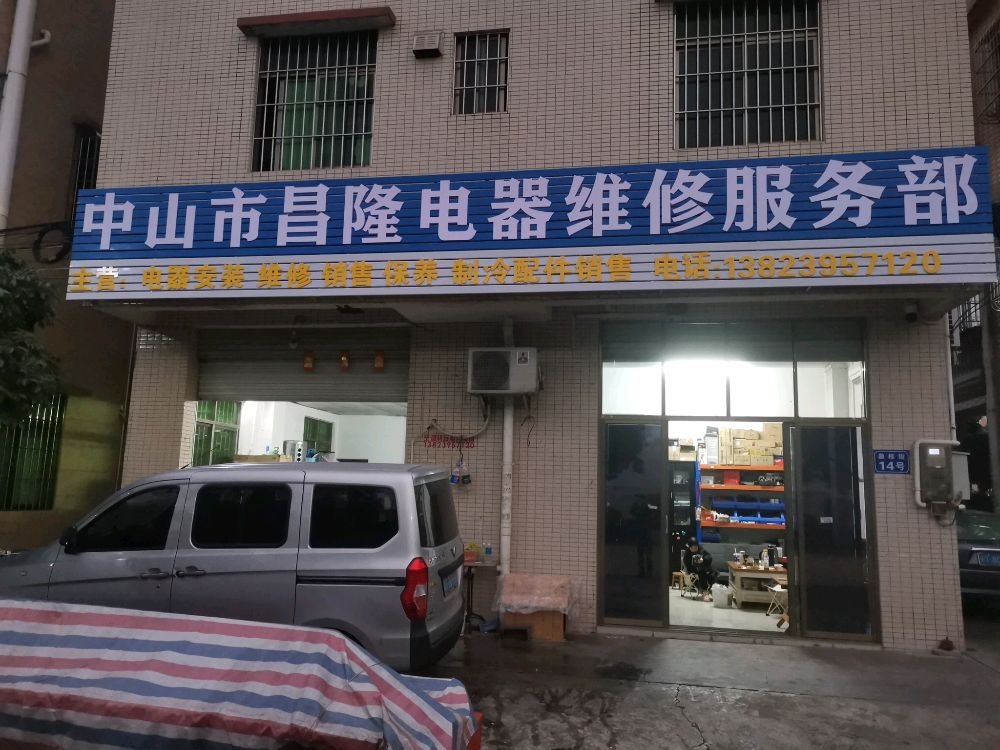 中山市昌隆电器维修服务部
主营：电器安装 维修 销售 保养 制冷配件销售 电话:13823957120
14号